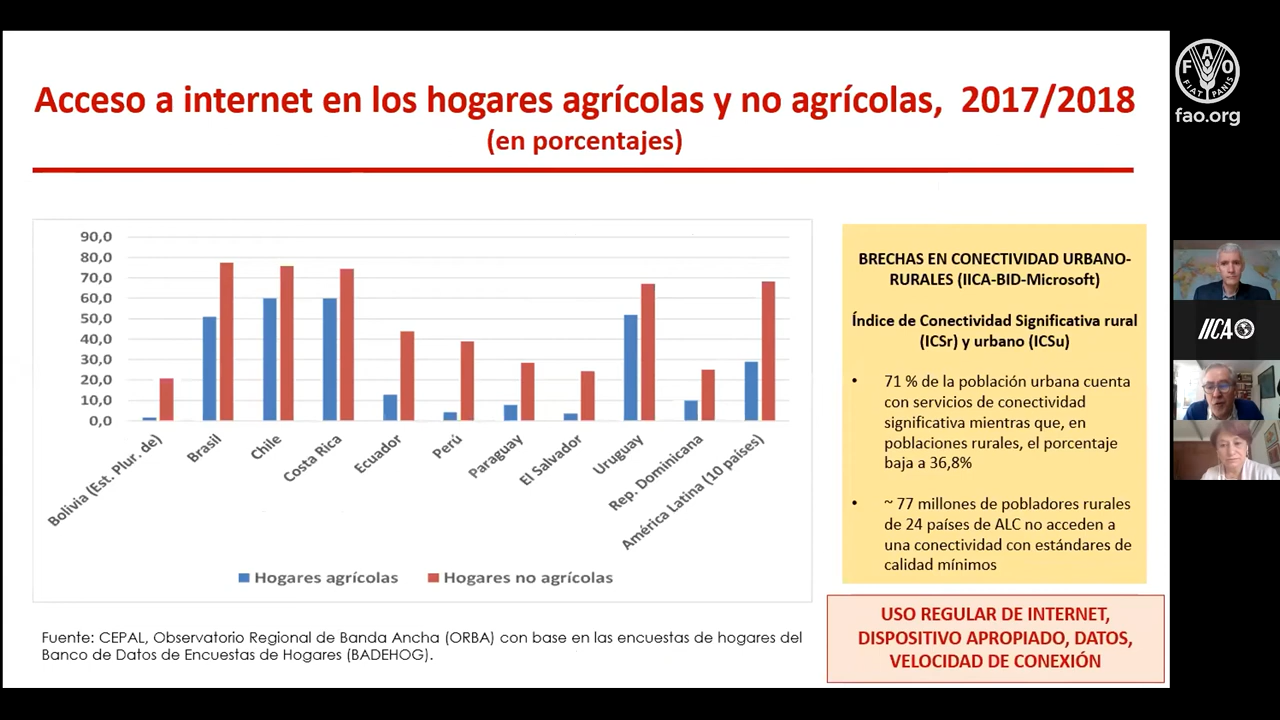 Acceso a internet en los hogares agrícolas y no agrícolas, 2017/2018
(en porcentajes)
90,0
80,0
70,0
60,0
50,0
40,0
30,0
20,0
10,0
0,0
Bolivia (Est. Plur. de)
Brasil
Chile
Costa Rica
Ecuador
Perú
Paraguay
El Salvador
Uruguay
Rep. Dominicana
América Latina (10 países)
Hogares agrícolas
Hogares no agrícolas
Fuente: CEPAL, Observatorio Regional de Banda Ancha (ORBA) con base en las encuestas de hogares del
Banco de Datos de Encuestas de Hogares (BADEHOG).
BRECHAS EN CONECTIVIDAD URBANO-
RURALES (IICA-BID-Microsoft)
Índice de Conectividad Significativa rural
(ICSr) y urbano (ICSu)
• 71 % de la población urbana cuenta
con servicios de conectividad
significativa mientras que, en
poblaciones rurales, el porcentaje
baja a 36,8%
• ~ 77 millones de pobladores rurales
de 24 países de ALC no acceden a
una conectividad con estándares de
calidad mínimos
USO REGULAR DE INTERNET,
DISPOSITIVO APROPIADO, DATOS,
VELOCIDAD DE CONEXIÓN
FAO
FIAT PANIS
fao.org
IICA